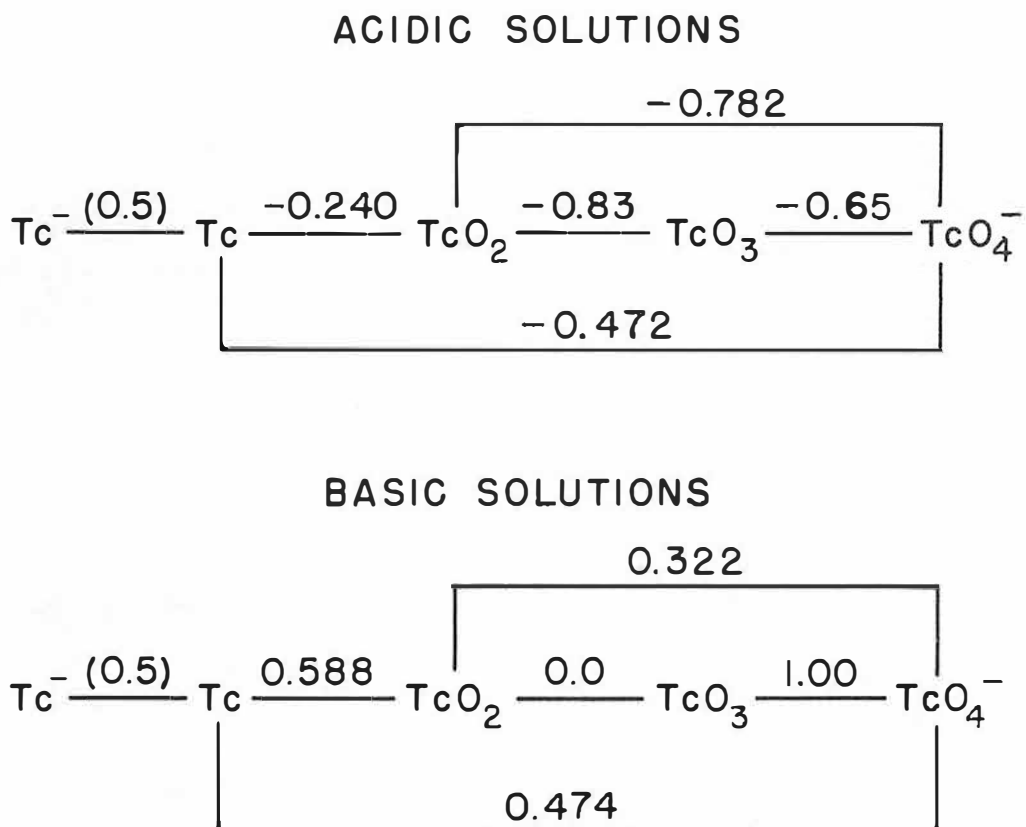 ACIDIC SOLUTIONS
-0.782
Tc⁻ (0.5) Tc -0.240 TcO₂ -0.83 TcO₃ -0.65 TcO₄⁻
-0.472
BASIC SOLUTIONS
0.322
Tc⁻ (0.5) Tc 0.588 TcO₂ 0.0 TcO₃ 1.00 TcO₄⁻
0.474